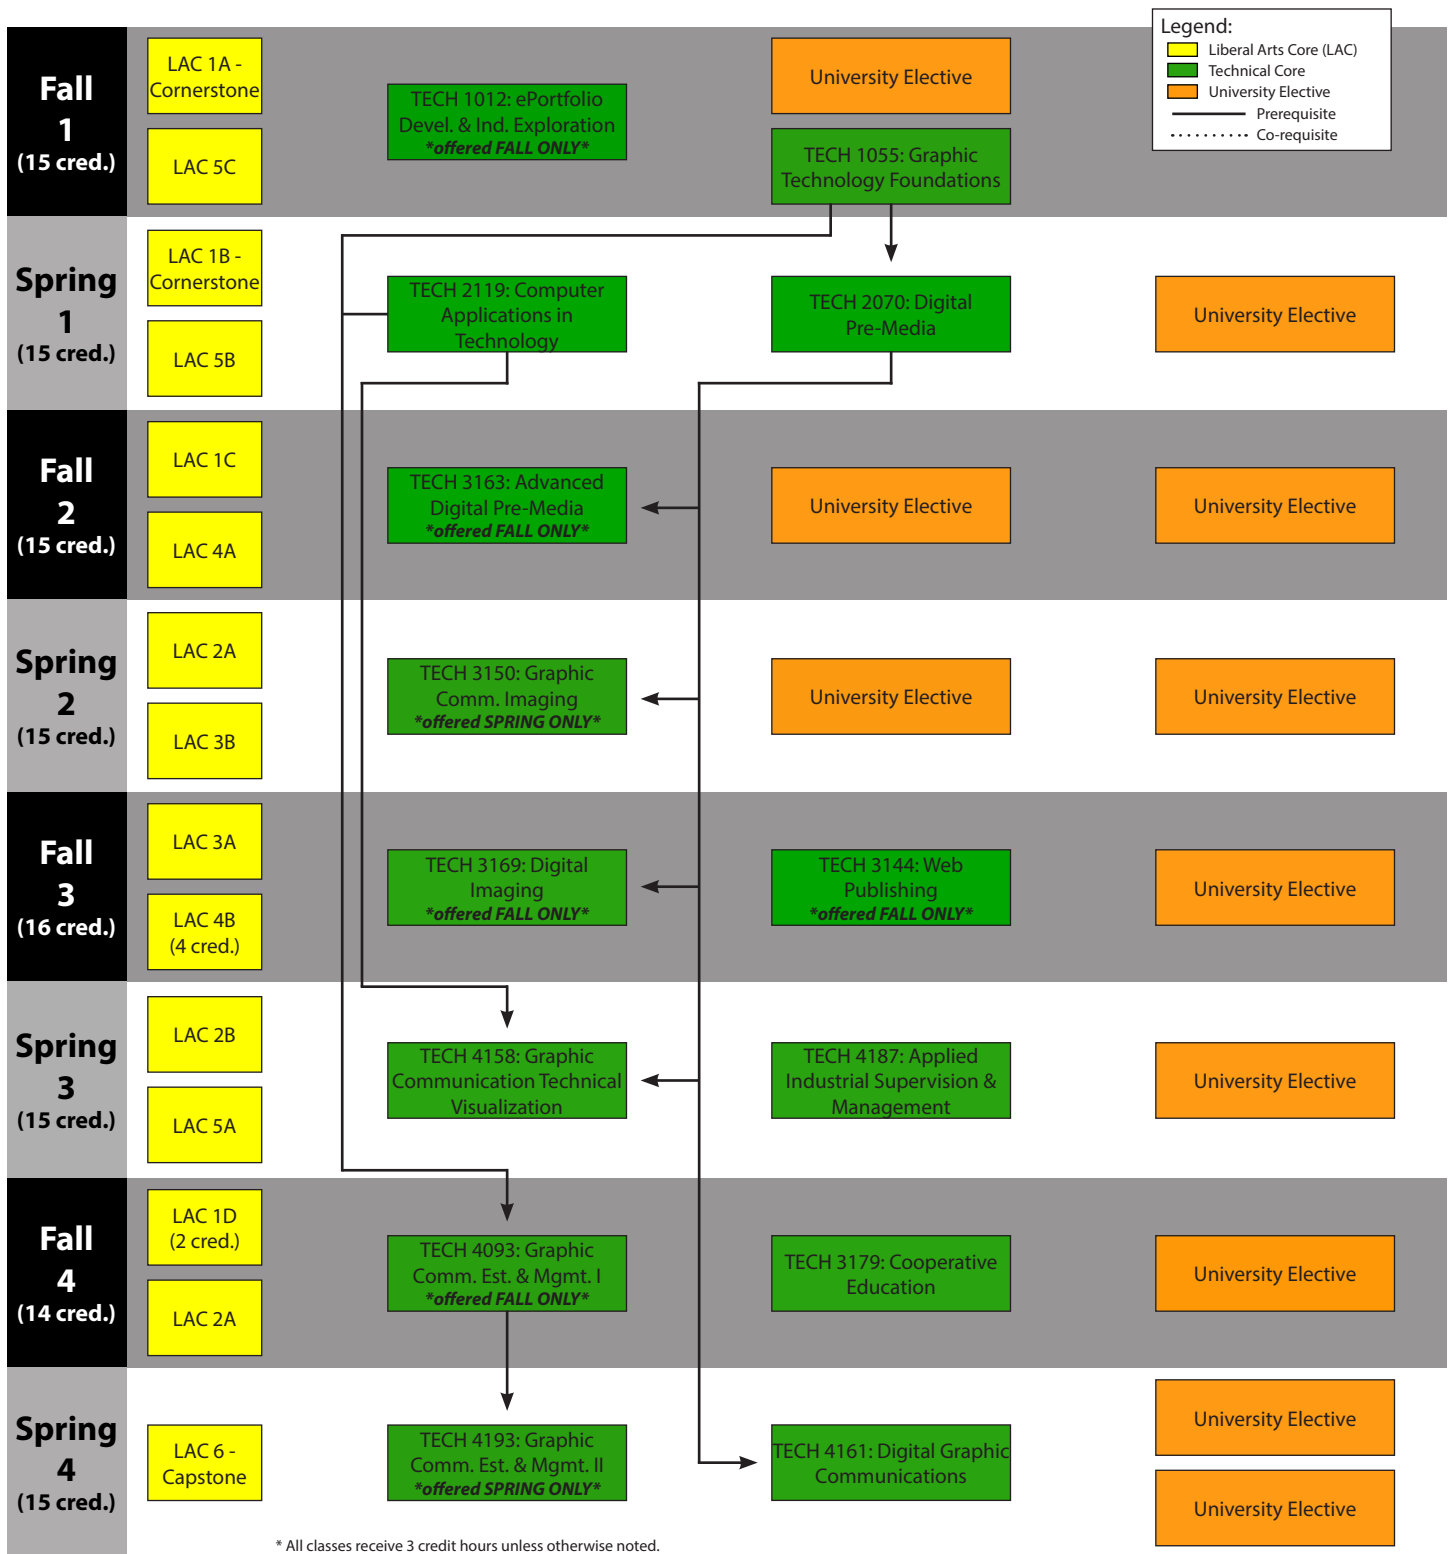 Legend:
Liberal Arts Core (LAC)
Technical Core
University Elective
Prerequisite
Co-requisite
Fall
1
(15 cred.)
LAC 1A -
Cornerstone
LAC 5C
TECH 1012: ePortfolio
Devel. & Ind. Exploration
*offered FALL ONLY*
University Elective
TECH 1055: Graphic
Technology Foundations
Spring
1
(15 cred.)
LAC 1B -
Cornerstone
LAC 5B
TECH 2119: Computer
Applications in
Technology
TECH 2070: Digital
Pre-Media
University Elective
Fall
2
(15 cred.)
LAC 1C
LAC 4A
TECH 3163: Advanced
Digital Pre-Media
*offered FALL ONLY*
University Elective
University Elective
Spring
2
(15 cred.)
LAC 2A
LAC 3B
TECH 3150: Graphic
Comm. Imaging
*offered SPRING ONLY*
University Elective
University Elective
Fall
3
(16 cred.)
LAC 3A
LAC 4B
(4 cred.)
TECH 3169: Digital
Imaging
*offered FALL ONLY*
TECH 3144: Web
Publishing
*offered FALL ONLY*
University Elective
Spring
3
(15 cred.)
LAC 2B
LAC 5A
TECH 4158: Graphic
Communication Technical
Visualization
TECH 4187: Applied
Industrial Supervision &
Management
University Elective
Fall
4
(14 cred.)
LAC 1D
(2 cred.)
LAC 2A
TECH 4093: Graphic
Comm. Est. & Mgmt. I
*offered FALL ONLY*
TECH 3179: Cooperative
Education
University Elective
Spring
4
(15 cred.)
LAC 6 -
Capstone
TECH 4193: Graphic
Comm. Est. & Mgmt. II
*offered SPRING ONLY*
TECH 4161: Digital Graphic
Communications
University Elective
University Elective
* All classes receive 3 credit hours unless otherwise noted.